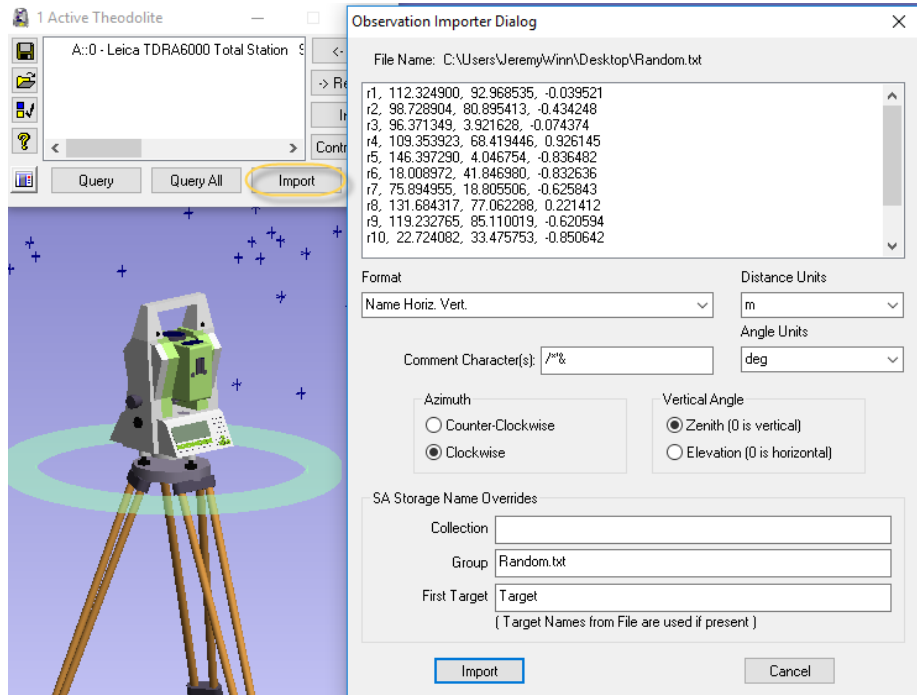 1 Active Theodolite
A::0 - Leica TDRA6000 Total Station
<-
-> Re
Contr
Query
Query All
Import
Observation Importer Dialog
File Name: C:\Users\JeremyWinn\Desktop\Random.txt
r1, 112.324900, 92.968535, -0.039521
r2, 98.728904, 80.895413, -0.434248
r3, 96.371349, 3.921628, -0.074374
r4, 109.353923, 68.419446, 0.926145
r5, 146.397290, 4.046754, -0.836482
r6, 18.008972, 41.846980, -0.832636
r7, 75.894955, 18.805506, -0.625843
r8, 131.684317, 77.062288, 0.221412
r9, 119.232765, 85.110019, -0.620594
r10, 22.724082, 33.475753, -0.850642
Format
Distance Units
Name Horiz. Vert.
m
Angle Units
Comment Character(s): /*'&
deg
Azimuth
Vertical Angle
Counter-Clockwise
Zenith (0 is vertical)
Clockwise
Elevation (0 is horizontal)
SA Storage Name Overrides
Collection
Group Random.txt
First Target Target
( Target Names from File are used if present )
Import
Cancel